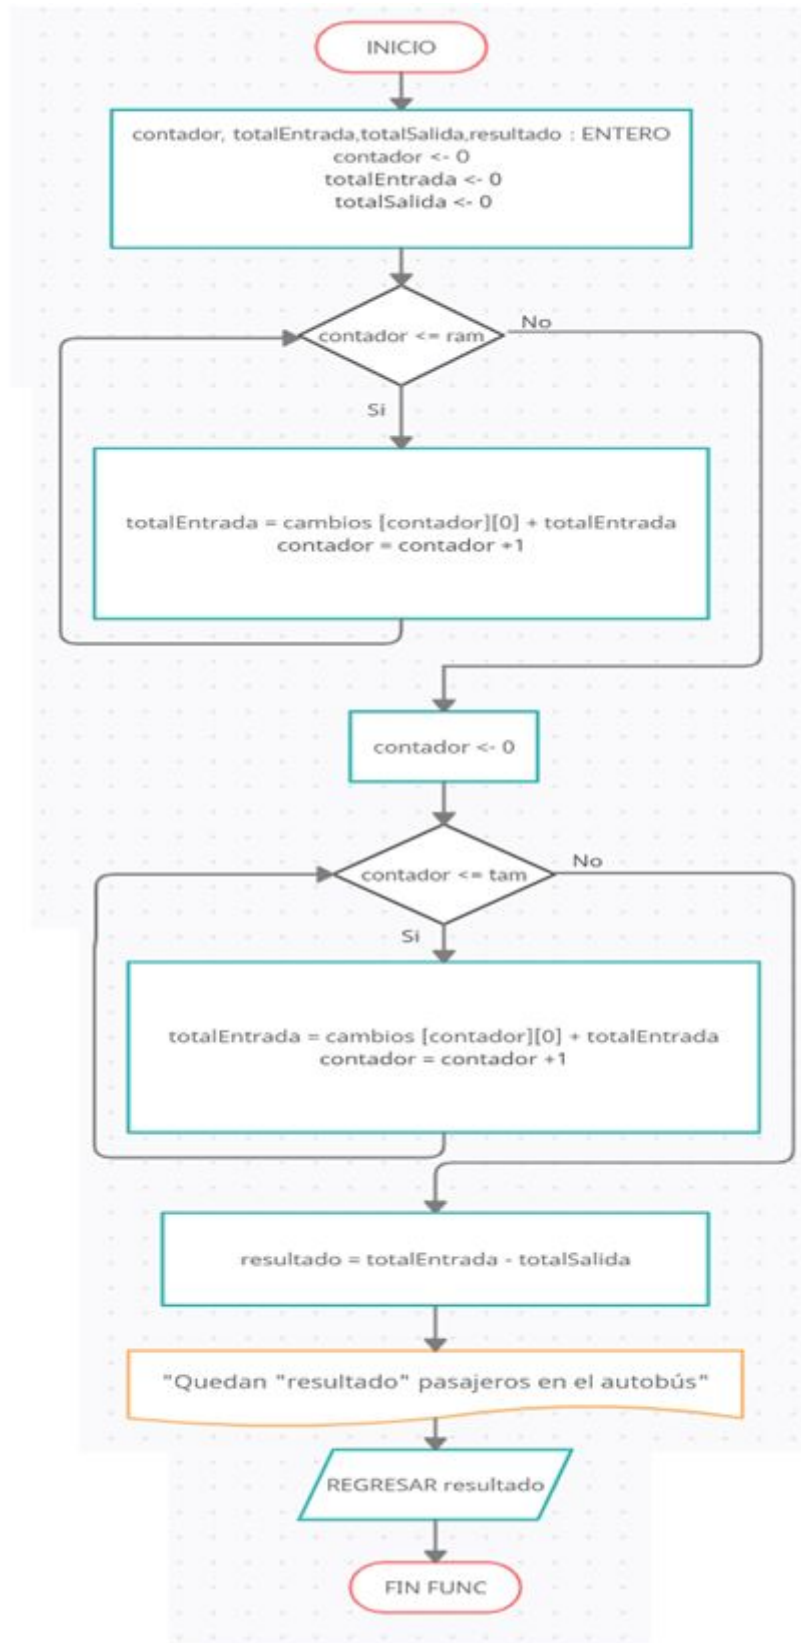 INICIO
contador, totalEntrada,totalSalida,resultado : ENTERO
contador <- 0
totalEntrada <- 0
totalSalida <- 0
contador <= ram
No
Si
totalEntrada = cambios [contador][0] + totalEntrada
contador = contador +1
contador <- 0
contador <= tam
No
Si
totalEntrada = cambios [contador][0] + totalEntrada
contador = contador +1
resultado = totalEntrada - totalSalida
"Quedan "resultado" pasajeros en el autobús"
REGRESAR resultado
FIN FUNC